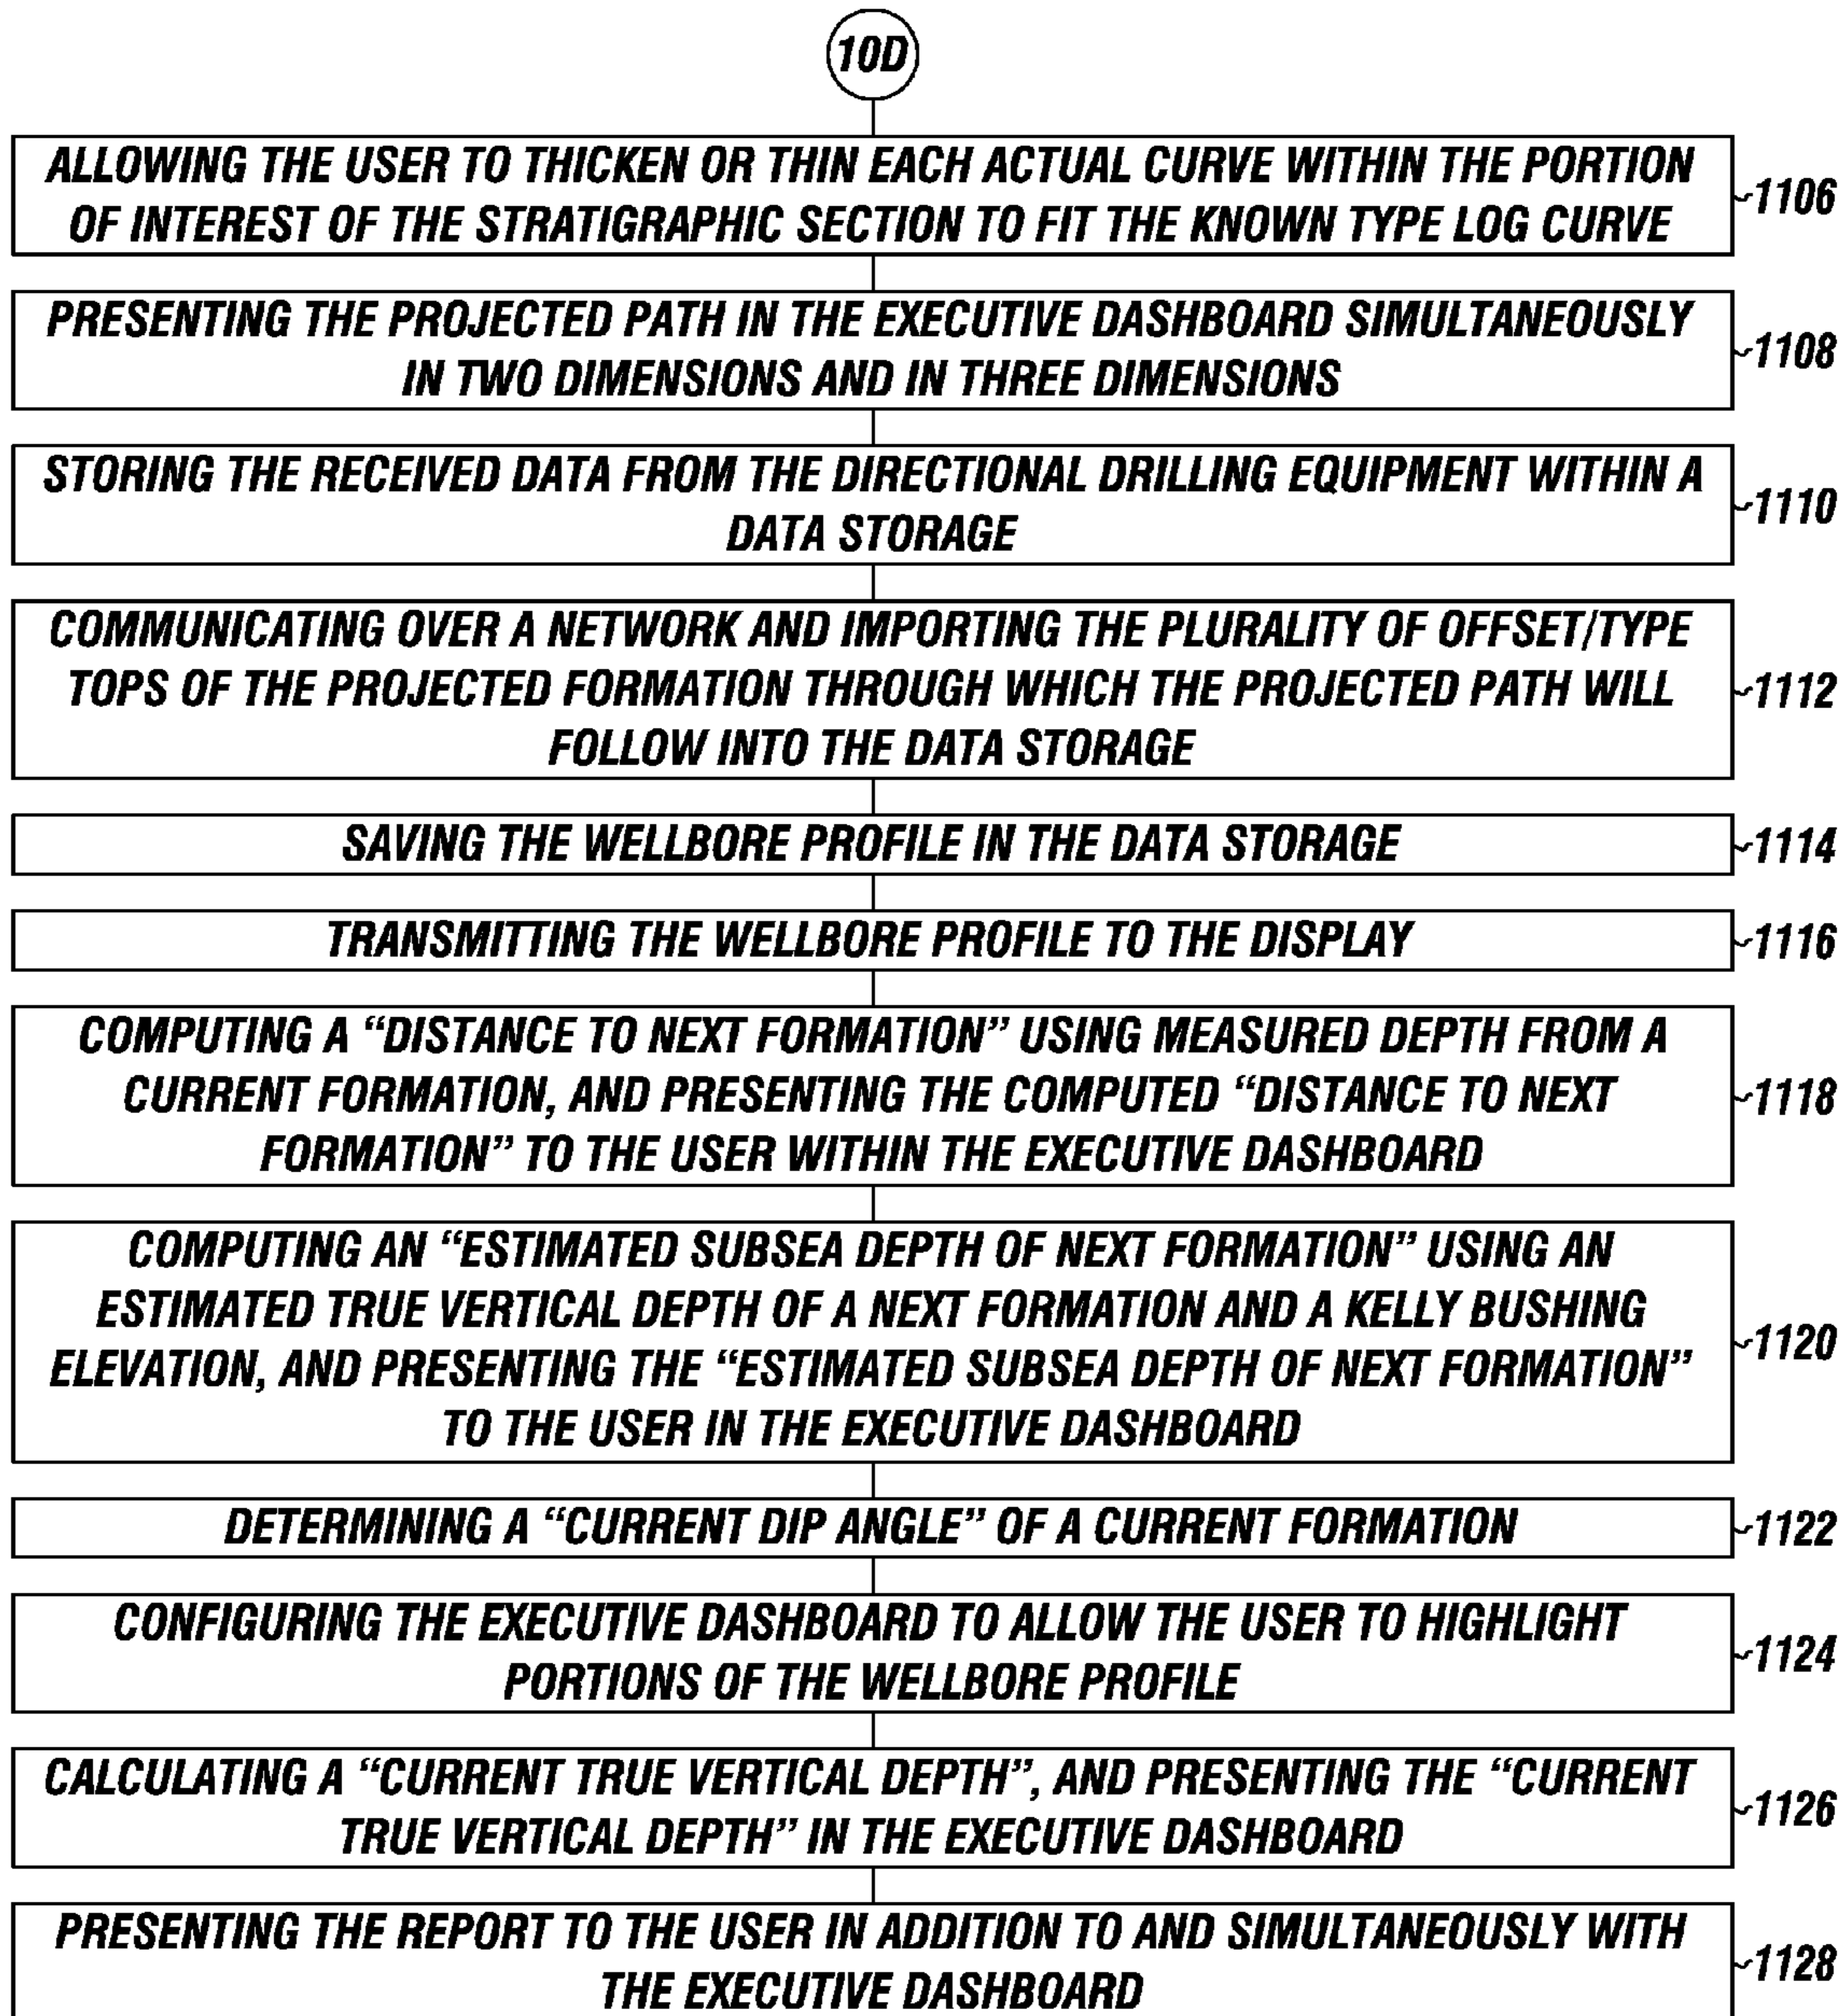 10D
ALLOWING THE USER TO THICKEN OR THIN EACH ACTUAL CURVE WITHIN THE PORTION
OF INTEREST OF THE STRATIGRAPHIC SECTION TO FIT THE KNOWN TYPE LOG CURVE
1106
PRESENTING THE PROJECTED PATH IN THE EXECUTIVE DASHBOARD SIMULTANEOUSLY
IN TWO DIMENSIONS AND IN THREE DIMENSIONS
1108
STORING THE RECEIVED DATA FROM THE DIRECTIONAL DRILLING EQUIPMENT WITHIN A
DATA STORAGE
1110
COMMUNICATING OVER A NETWORK AND IMPORTING THE PLURALITY OF OFFSET/TYPE
TOPS OF THE PROJECTED FORMATION THROUGH WHICH THE PROJECTED PATH WILL
FOLLOW INTO THE DATA STORAGE
1112
SAVING THE WELLBORE PROFILE IN THE DATA STORAGE
1114
TRANSMITTING THE WELLBORE PROFILE TO THE DISPLAY
1116
COMPUTING A “DISTANCE TO NEXT FORMATION” USING MEASURED DEPTH FROM A
CURRENT FORMATION, AND PRESENTING THE COMPUTED “DISTANCE TO NEXT
FORMATION” TO THE USER WITHIN THE EXECUTIVE DASHBOARD
1118
COMPUTING AN “ESTIMATED SUBSEA DEPTH OF NEXT FORMATION” USING AN
ESTIMATED TRUE VERTICAL DEPTH OF A NEXT FORMATION AND A KELLY BUSHING
ELEVATION, AND PRESENTING THE “ESTIMATED SUBSEA DEPTH OF NEXT FORMATION”
TO THE USER IN THE EXECUTIVE DASHBOARD
1120
DETERMINING A “CURRENT DIP ANGLE” OF A CURRENT FORMATION
1122
CONFIGURING THE EXECUTIVE DASHBOARD TO ALLOW THE USER TO HIGHLIGHT
PORTIONS OF THE WELLBORE PROFILE
1124
CALCULATING A “CURRENT TRUE VERTICAL DEPTH”, AND PRESENTING THE “CURRENT
TRUE VERTICAL DEPTH” IN THE EXECUTIVE DASHBOARD
1126
PRESENTING THE REPORT TO THE USER IN ADDITION TO AND SIMULTANEOUSLY WITH
THE EXECUTIVE DASHBOARD
1128